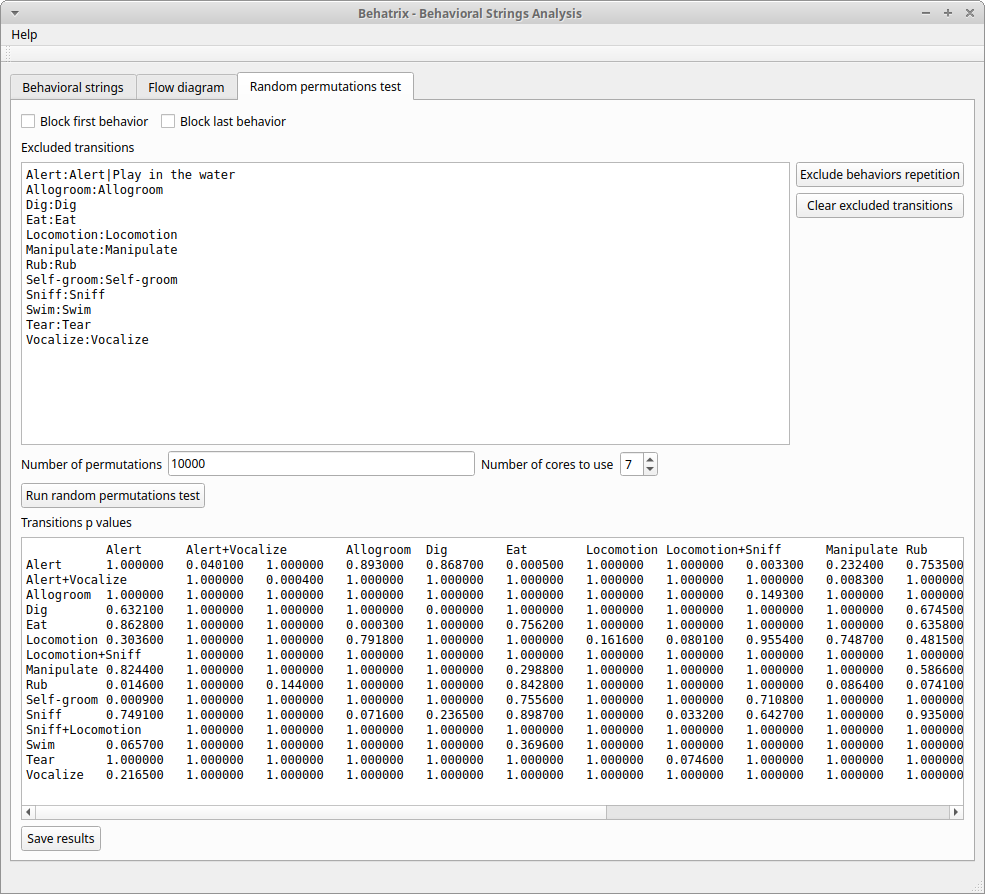 Behatrix - Behavioral Strings Analysis
Help
Behavioral strings Flow diagram Random permutations test
Block first behavior Block last behavior
Excluded transitions
Alert:Alert|Play in the water
Allogroom:Allogroom
Dig:Dig
Eat:Eat
Locomotion:Locomotion
Manipulate:Manipulate
Rub:Rub
Self-groom:Self-groom
Sniff:Sniff
Swim:Swim
Tear:Tear
Vocalize:Vocalize
Exclude behaviors repetition
Clear excluded transitions
Number of permutations 10000 Number of cores to use 7
Run random permutations test
Transitions p values
Alert Alert+Vocalize Allogroom Dig Eat Locomotion Locomotion+Sniff Manipulate Rub
Alert 1.000000 0.040100 1.000000 0.893000 0.868700 0.000500 1.000000 1.000000 0.003300 0.232400 0.753500
Alert+Vocalize 1.000000 0.000400 1.000000 1.000000 1.000000 1.000000 1.000000 1.000000 0.008300 1.000000
Allogroom 1.000000 1.000000 1.000000 1.000000 1.000000 1.000000 1.000000 1.000000 0.149300 1.000000 1.000000
Dig 0.632100 1.000000 1.000000 1.000000 0.000000 1.000000 1.000000 1.000000 1.000000 1.000000 0.674500
Eat 0.862800 1.000000 1.000000 0.003300 1.000000 0.756200 1.000000 1.000000 1.000000 1.000000 0.635800
Locomotion 0.303600 1.000000 1.000000 0.791800 1.000000 1.000000 0.161600 0.080100 0.955400 0.748700 0.481500
Locomotion+Sniff 1.000000 1.000000 1.000000 1.000000 1.000000 1.000000 1.000000 1.000000 1.000000 1.000000
Manipulate 0.824400 1.000000 1.000000 1.000000 1.000000 0.298800 1.000000 1.000000 1.000000 1.000000 0.586600
Rub 0.014600 1.000000 0.144000 1.000000 1.000000 0.842800 1.000000 1.000000 1.000000 0.086400 0.074100
Self-groom 0.000900 1.000000 1.000000 1.000000 1.000000 0.755600 1.000000 1.000000 0.710800 1.000000 1.000000
Sniff 0.749100 1.000000 1.000000 0.071600 0.236500 0.898700 1.000000 0.033200 0.642700 1.000000 0.935000
Sniff+Locomotion 1.000000 1.000000 1.000000 1.000000 1.000000 1.000000 1.000000 1.000000 1.000000 1.000000
Swim 0.065700 1.000000 1.000000 1.000000 1.000000 0.369600 1.000000 1.000000 1.000000 1.000000 1.000000
Tear 1.000000 1.000000 1.000000 1.000000 1.000000 1.000000 1.000000 0.074600 1.000000 1.000000 1.000000
Vocalize 0.216500 1.000000 1.000000 1.000000 1.000000 1.000000 1.000000 1.000000 1.000000 1.000000 1.000000
Save results